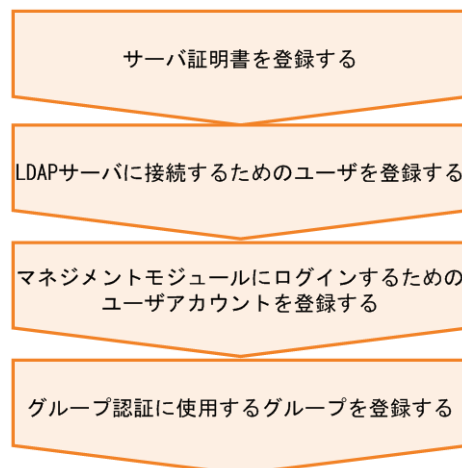 サーバ証明書を登録する
LDAPサーバに接続するためのユーザを登録する
マネジメントモジュールにログインするための
ユーザアカウントを登録する
グループ認証に使用するグループを登録する